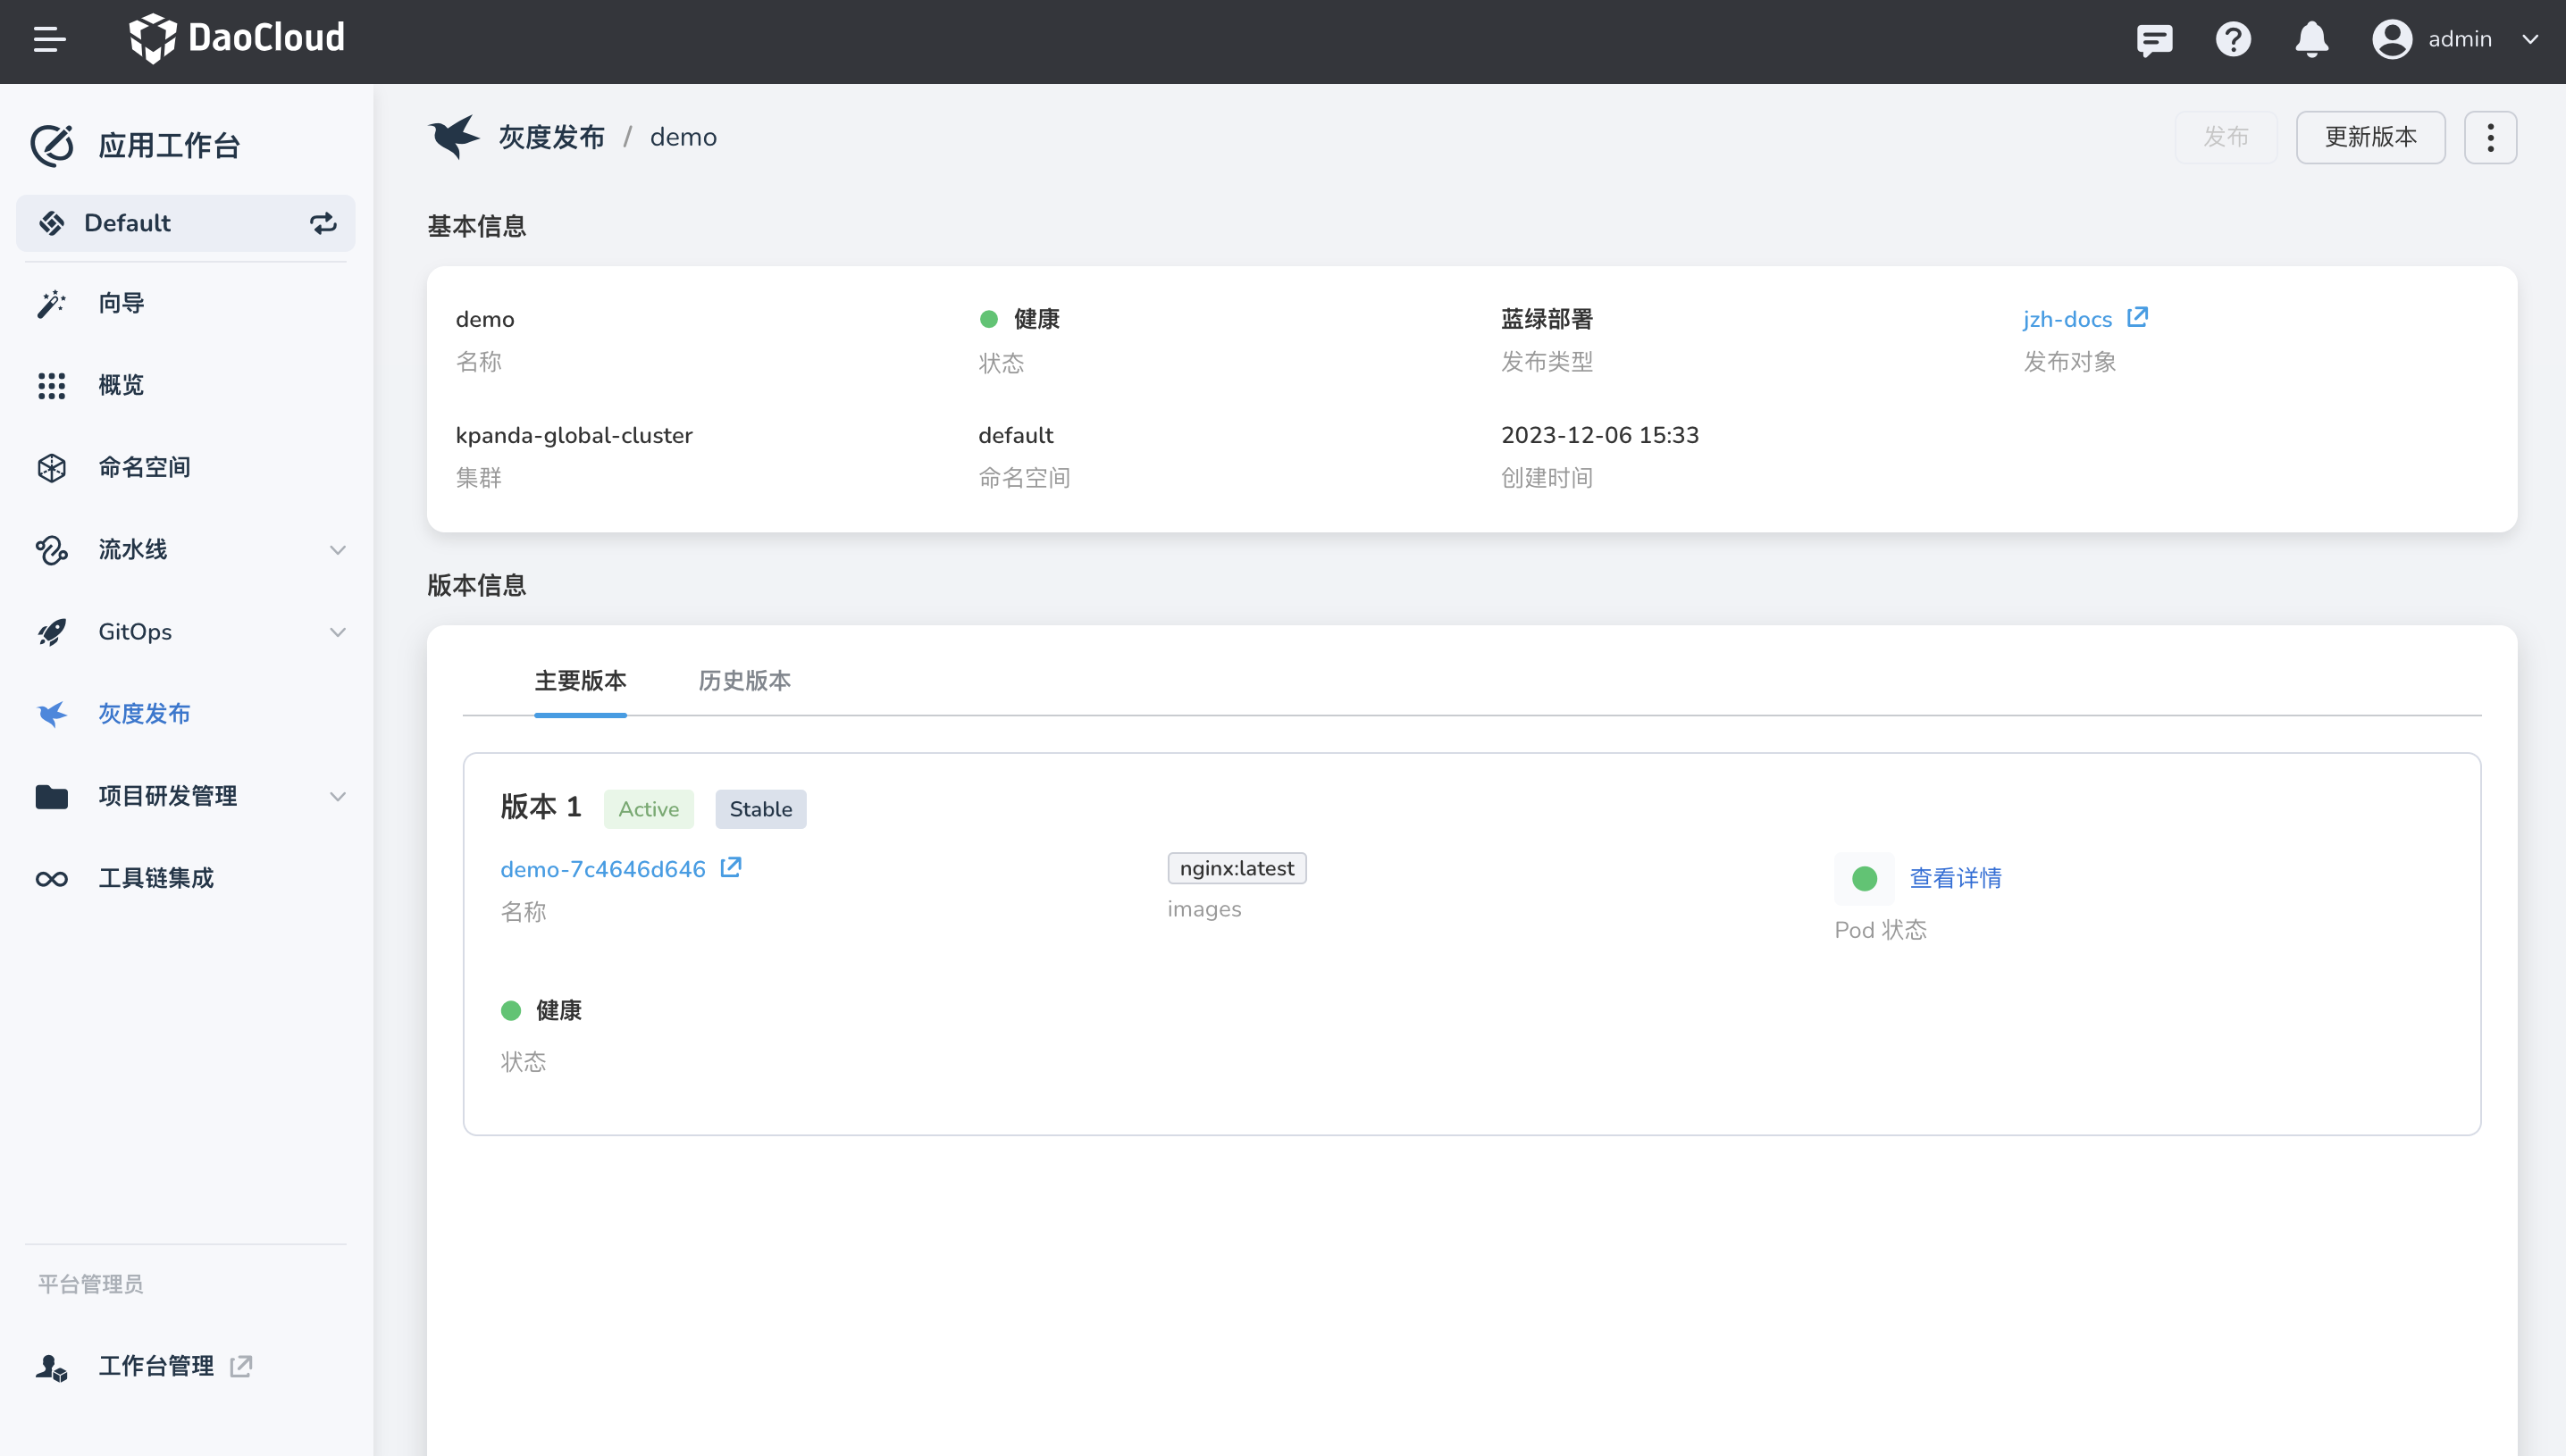 DaoCloud
admin
应用工作台
Default
向导
概览
命名空间
流水线
GitOps
灰度发布
项目研发管理
工具链集成
平台管理员
工作台管理
灰度发布 / demo
发布
更新版本
基本信息
demo
名称
健康
状态
蓝绿部署
发布类型
jzh-docs
发布对象
kpanda-global-cluster
集群
default
命名空间
2023-12-06 15:33
创建时间
版本信息
主要版本
历史版本
版本 1 Active Stable
demo-7c4646d646
名称
nginx:latest
images
查看详情
Pod 状态
健康
状态